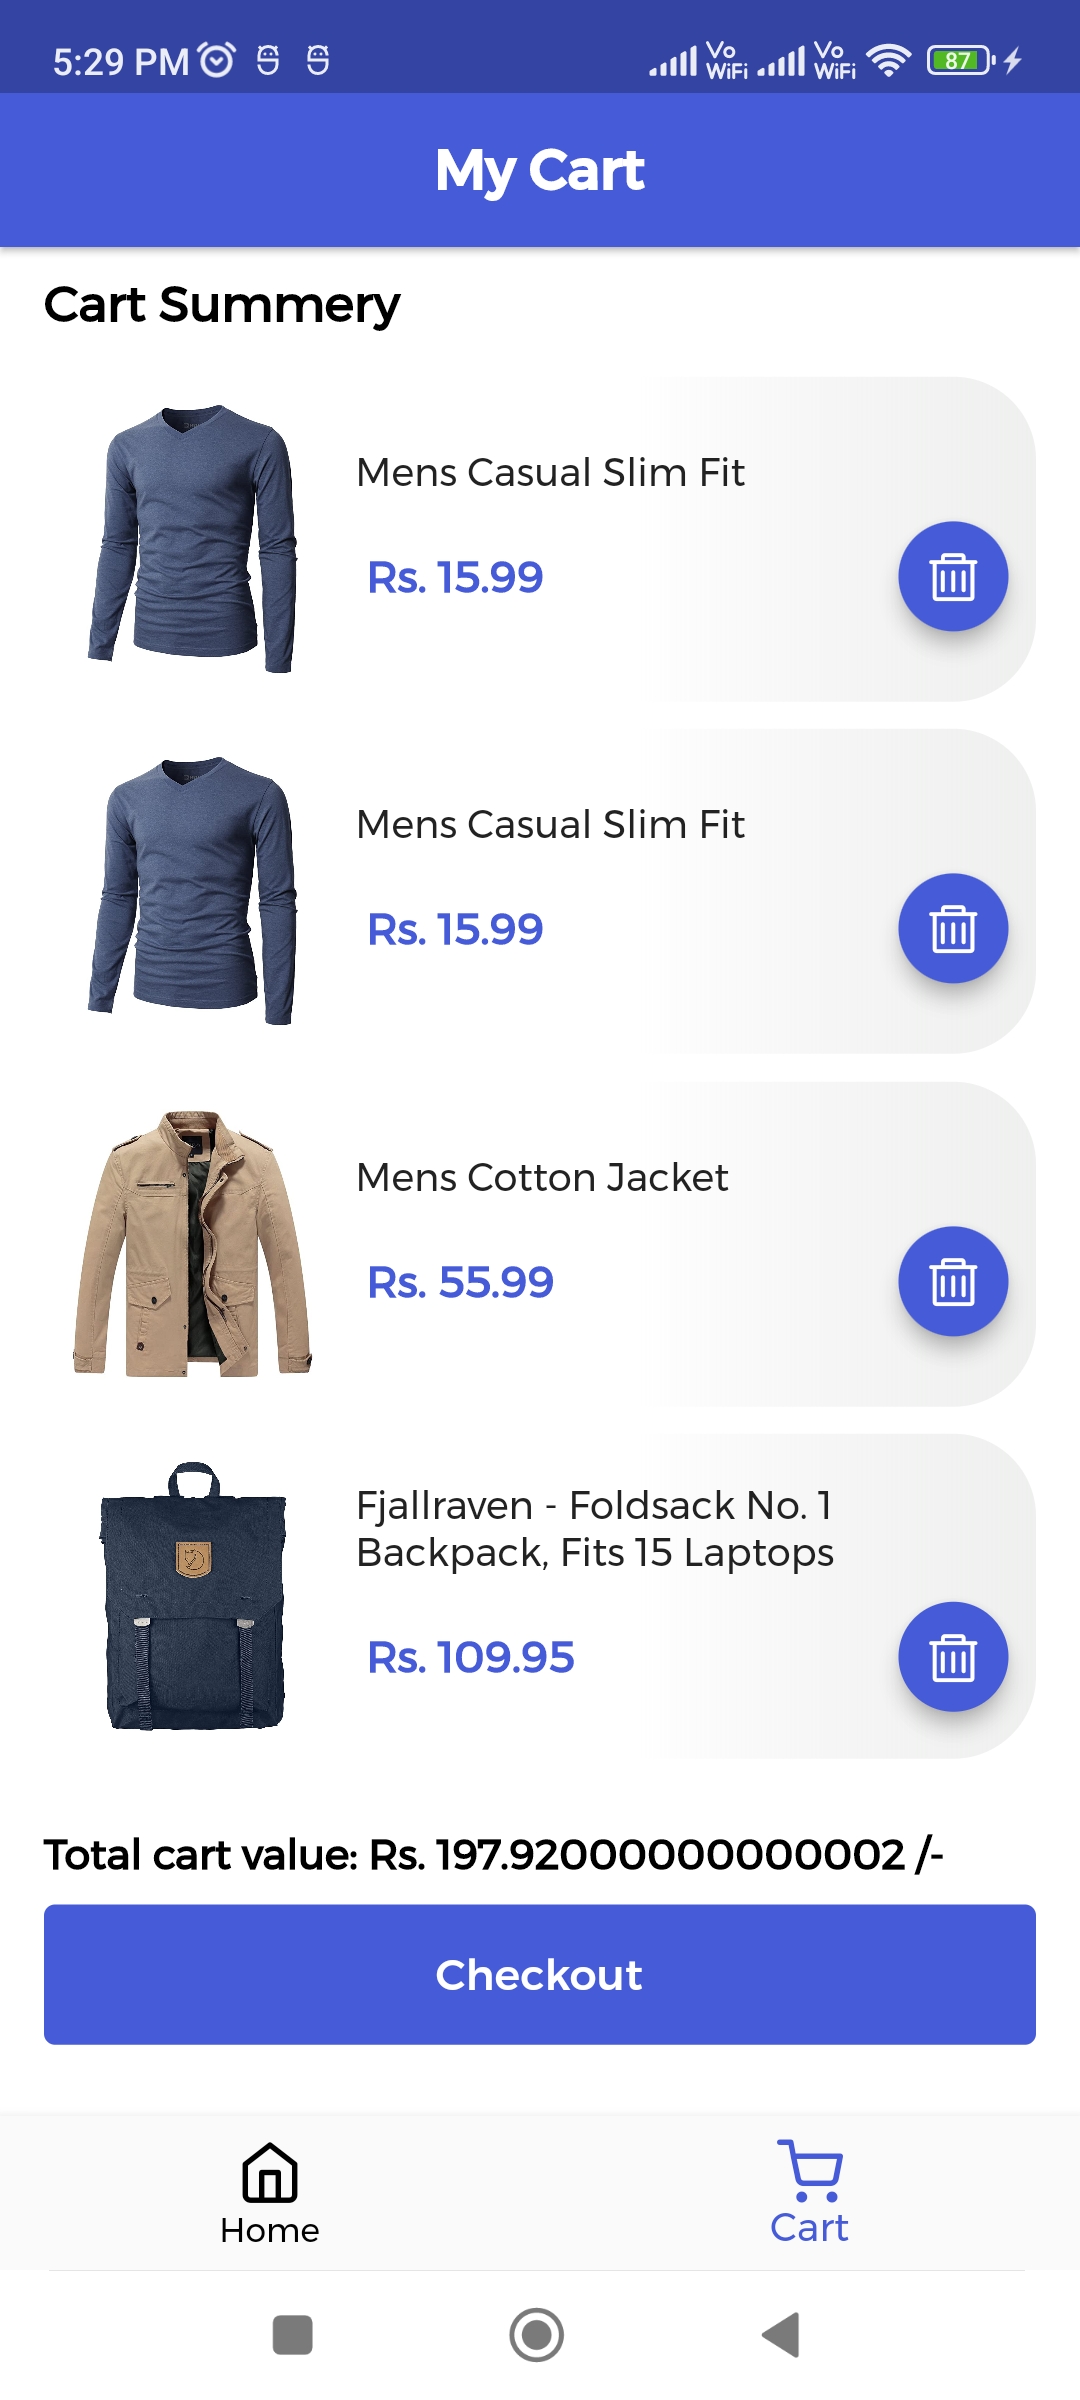 5:29 PM
Vo WiFi
Vo WiFi
87
My Cart
Cart Summery
Mens Casual Slim Fit
Rs. 15.99
Mens Casual Slim Fit
Rs. 15.99
Mens Cotton Jacket
Rs. 55.99
Fjallraven - Foldsack No. 1
Backpack, Fits 15 Laptops
Rs. 109.95
Total cart value: Rs. 197.92000000000002 /-
Checkout
Home
Cart